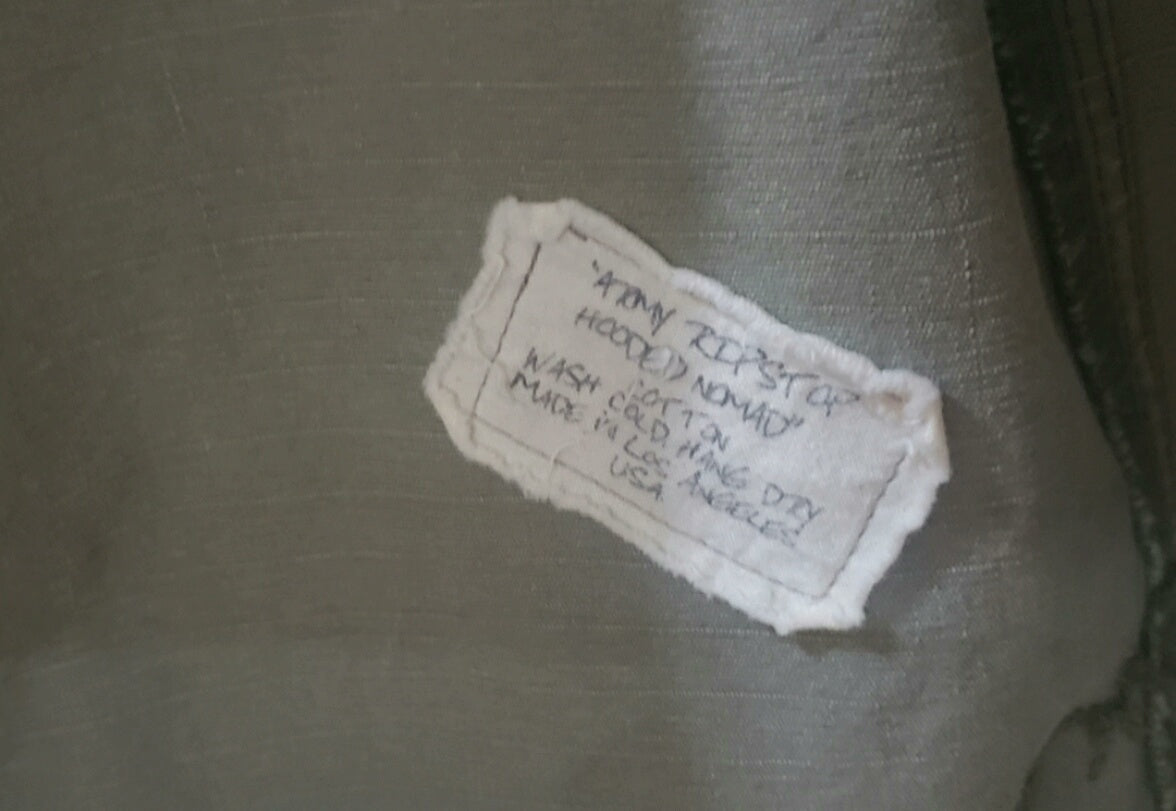 "ARMY RIPSTOP
HOODED NOMAD"
COTTON
WASH COLD. HANG DRY
MADE IN LOS ANGELES
USA